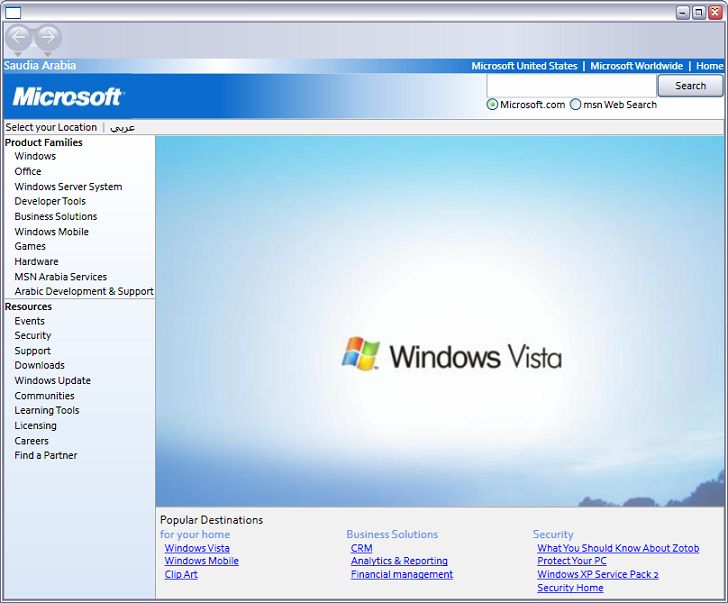 Saudia Arabia
Microsoft United States | Microsoft Worldwide | Home
Microsoft
Search
Microsoft.com msn Web Search
Select your Location | عربي
Product Families
Windows
Office
Windows Server System
Developer Tools
Business Solutions
Windows Mobile
Games
Hardware
MSN Arabia Services
Arabic Development & Support
Resources
Events
Security
Support
Downloads
Windows Update
Communities
Learning Tools
Licensing
Careers
Find a Partner
Windows Vista
Popular Destinations
for your home
Windows Vista
Windows Mobile
Clip Art
Business Solutions
CRM
Analytics & Reporting
Financial management
Security
What You Should Know About Zotob
Protect Your PC
Windows XP Service Pack 2
Security Home